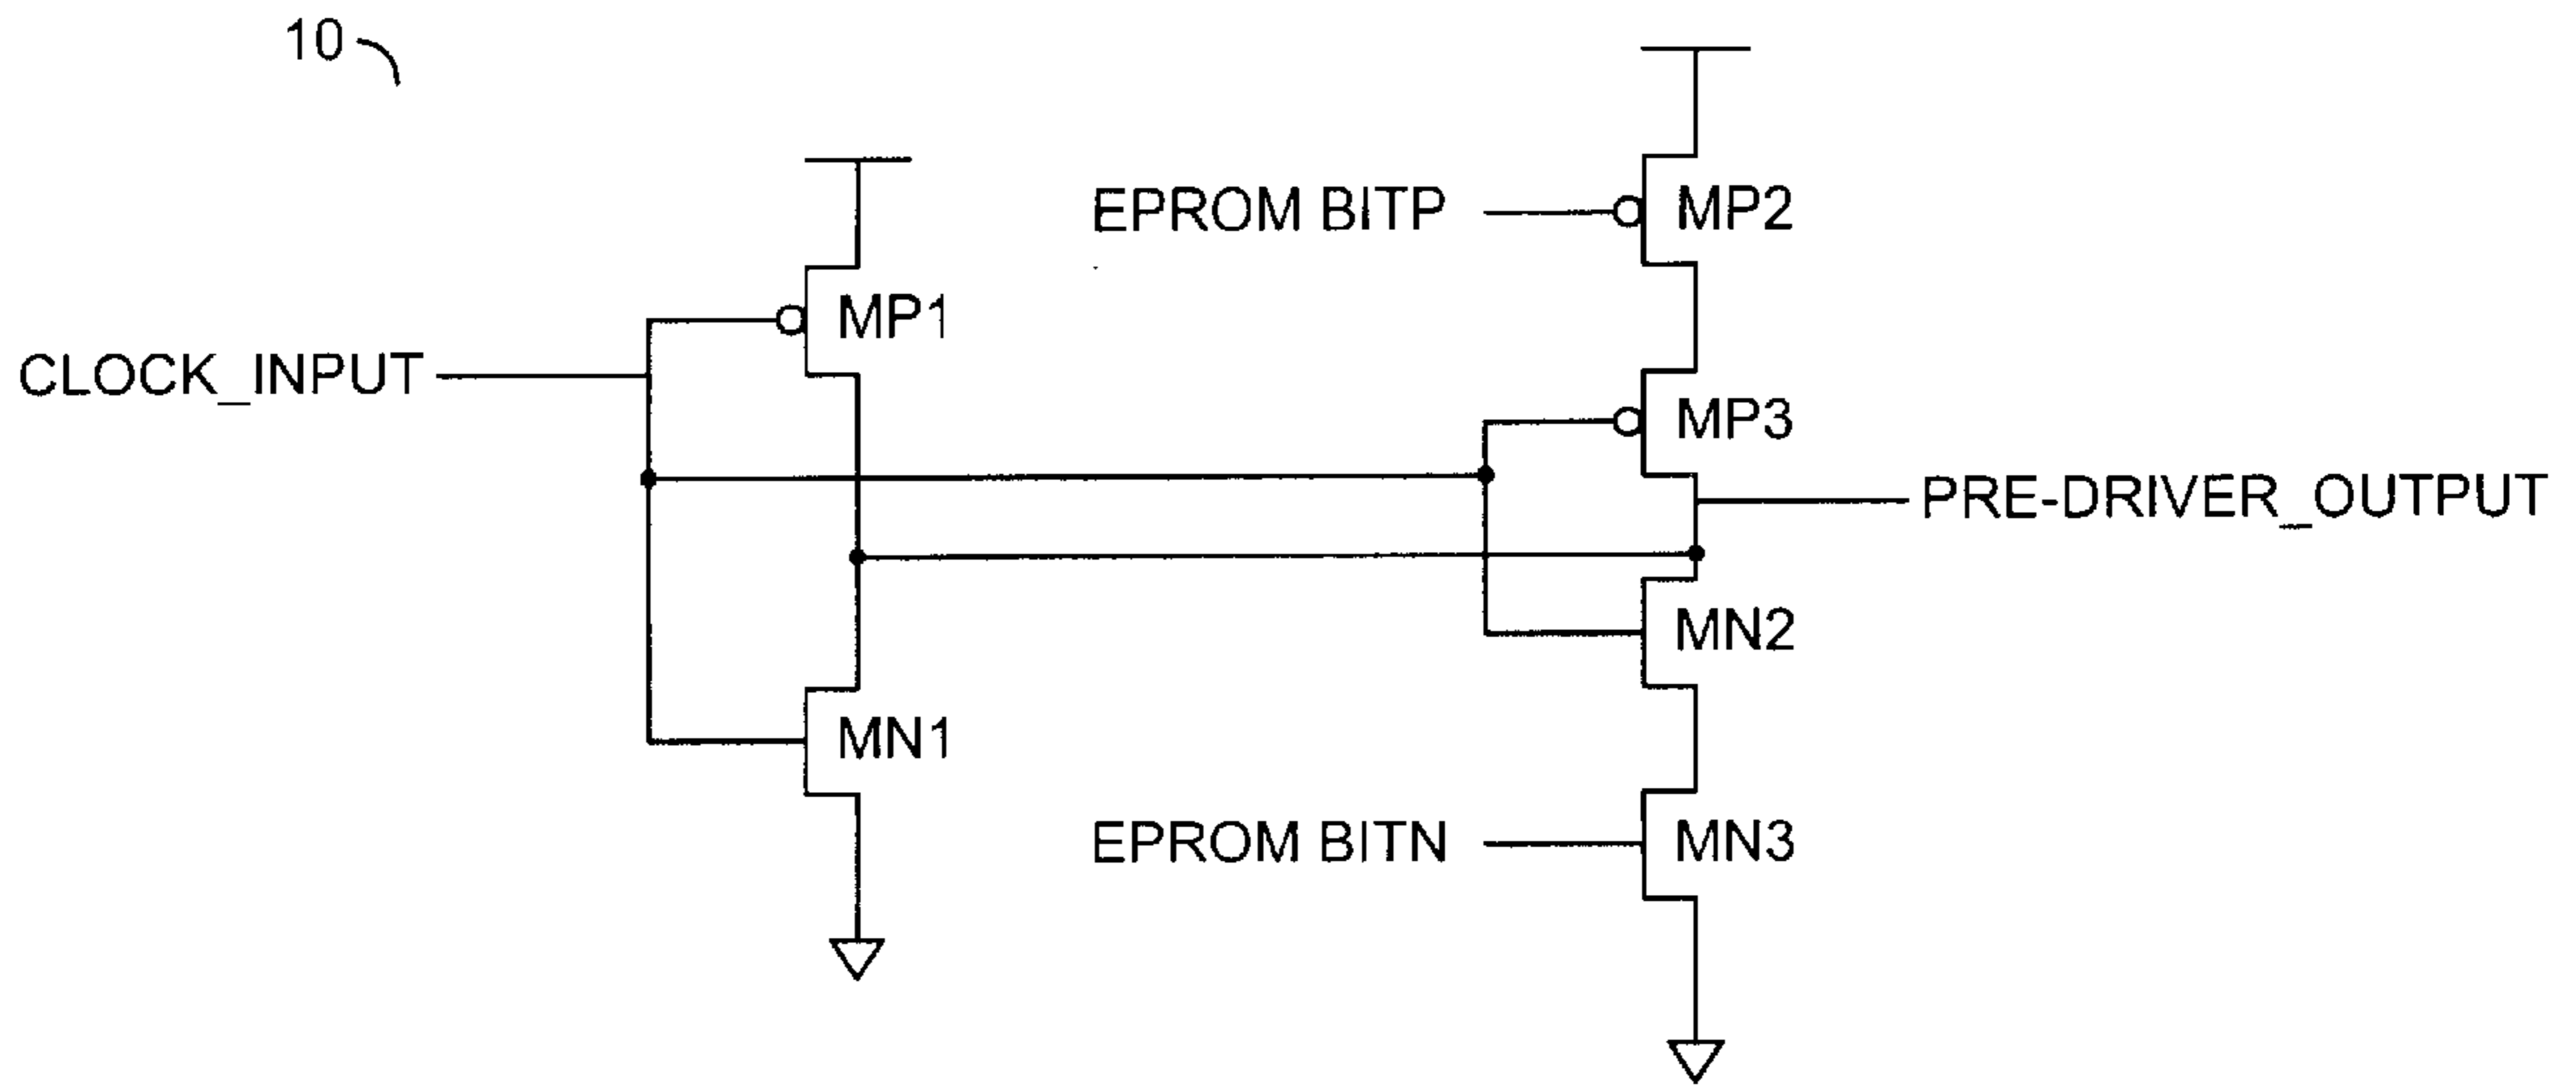 10
EPROM BITP
MP2
MP1
CLOCK_INPUT
MP3
PRE-DRIVER_OUTPUT
MN2
MN1
EPROM BITN
MN3